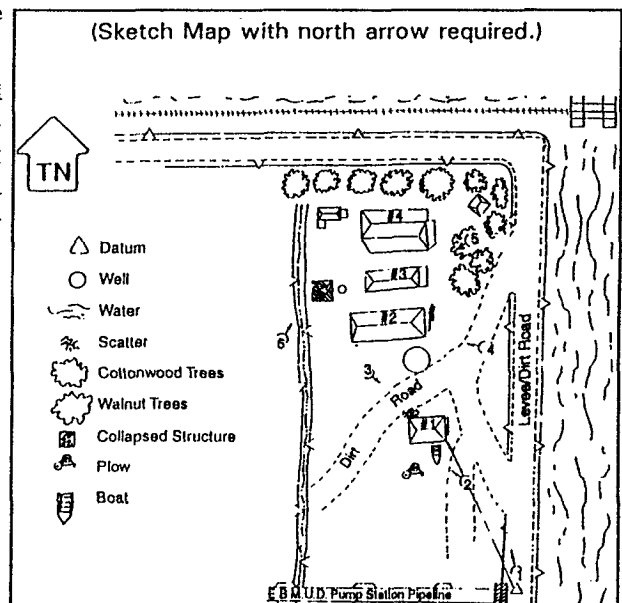 (Sketch Map with north arrow required.)
TN
Datum
Well
Water
Scatter
Cottonwood Trees
Walnut Trees
Collapsed Structure
Plow
Boat
#4
#3
#2
#1
5
6
3
4
2
1
Dirt Road
Levee/Dirt Road
E.B.M.U.D. Pump Station Pipeline